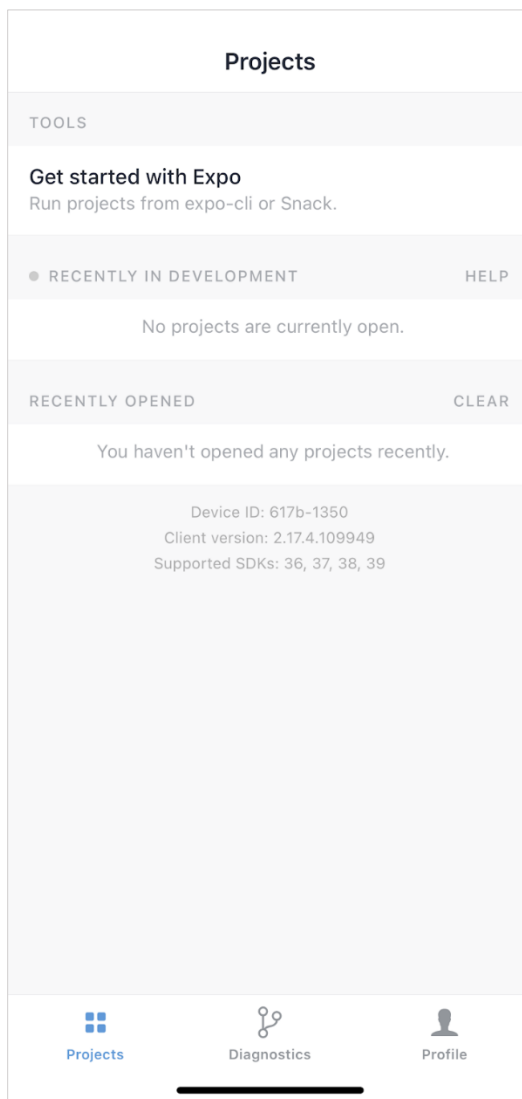 Projects
TOOLS
Get started with Expo
Run projects from expo-cli or Snack.
RECENTLY IN DEVELOPMENT HELP
No projects are currently open.
RECENTLY OPENED CLEAR
You haven't opened any projects recently.
Device ID: 617b-1350
Client version: 2.17.4.109949
Supported SDKs: 36, 37, 38, 39
Projects Diagnostics Profile